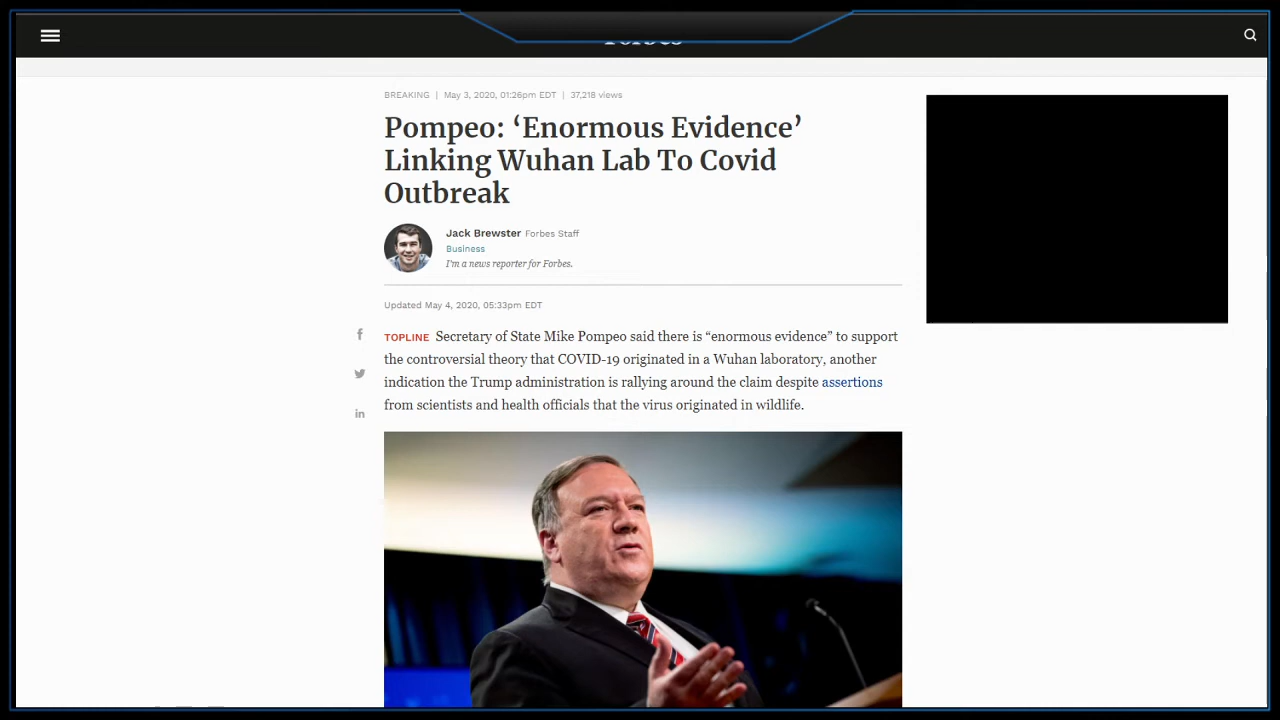 Forbes
BREAKING | May 3, 2020, 01:26pm EDT | 37,218 views
Pompeo: ‘Enormous Evidence’
Linking Wuhan Lab To Covid
Outbreak
Jack Brewster Forbes Staff
Business
I'm a news reporter for Forbes.
Updated May 4, 2020, 05:33pm EDT
TOPLINE Secretary of State Mike Pompeo said there is “enormous evidence” to support
the controversial theory that COVID-19 originated in a Wuhan laboratory, another
indication the Trump administration is rallying around the claim despite assertions
from scientists and health officials that the virus originated in wildlife.